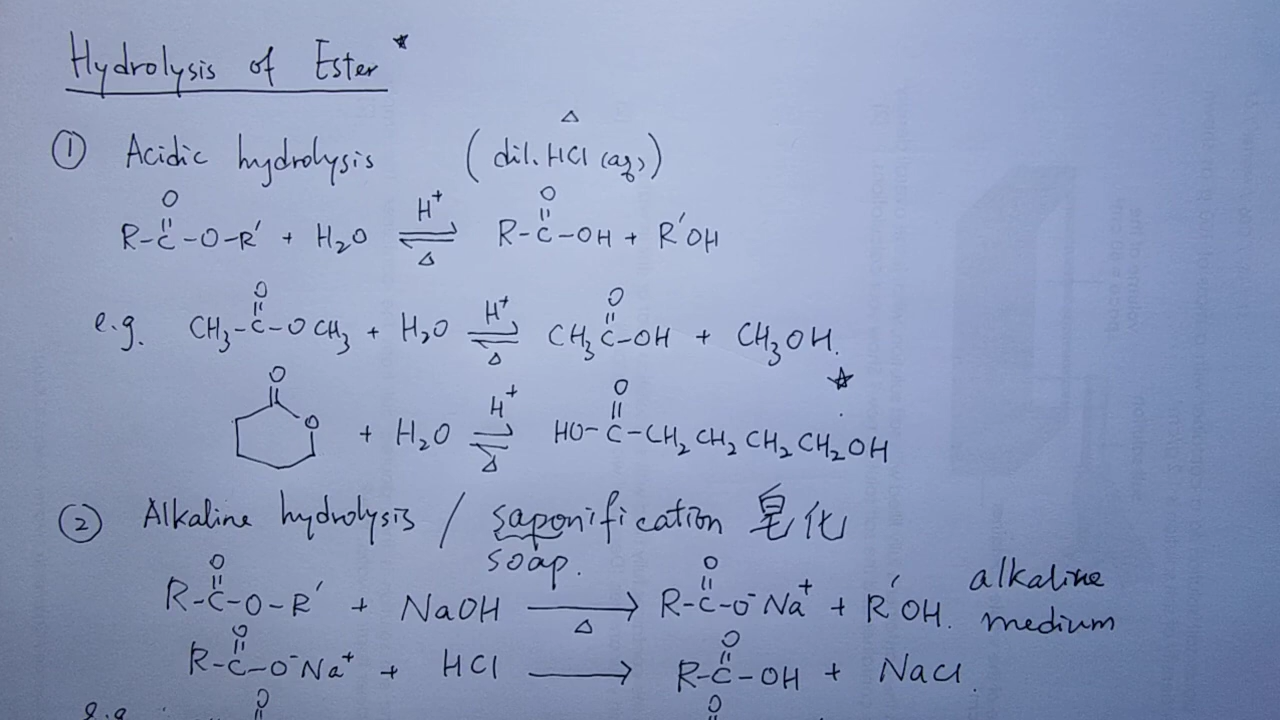 Hydrolysis of Ester *
① Acidic hydrolysis (dil. HCl (aq)) △
R-C(=O)-O-R' + H₂O ⇌ (H⁺, △) R-C(=O)-OH + R'OH
e.g. CH₃-C(=O)-OCH₃ + H₂O ⇌ (H⁺, △) CH₃C(=O)-OH + CH₃OH.
O O + H₂O ⇌ (H⁺, △) HO-C(=O)-CH₂CH₂CH₂CH₂OH ☆
② Alkaline hydrolysis / saponification 皂化
soap.
R-C(=O)-O-R' + NaOH → (△) R-C(=O)-O⁻Na⁺ + R'OH. alkaline medium
R-C(=O)-O⁻Na⁺ + HCl → R-C(=O)-OH + NaCl.
e.g. O O